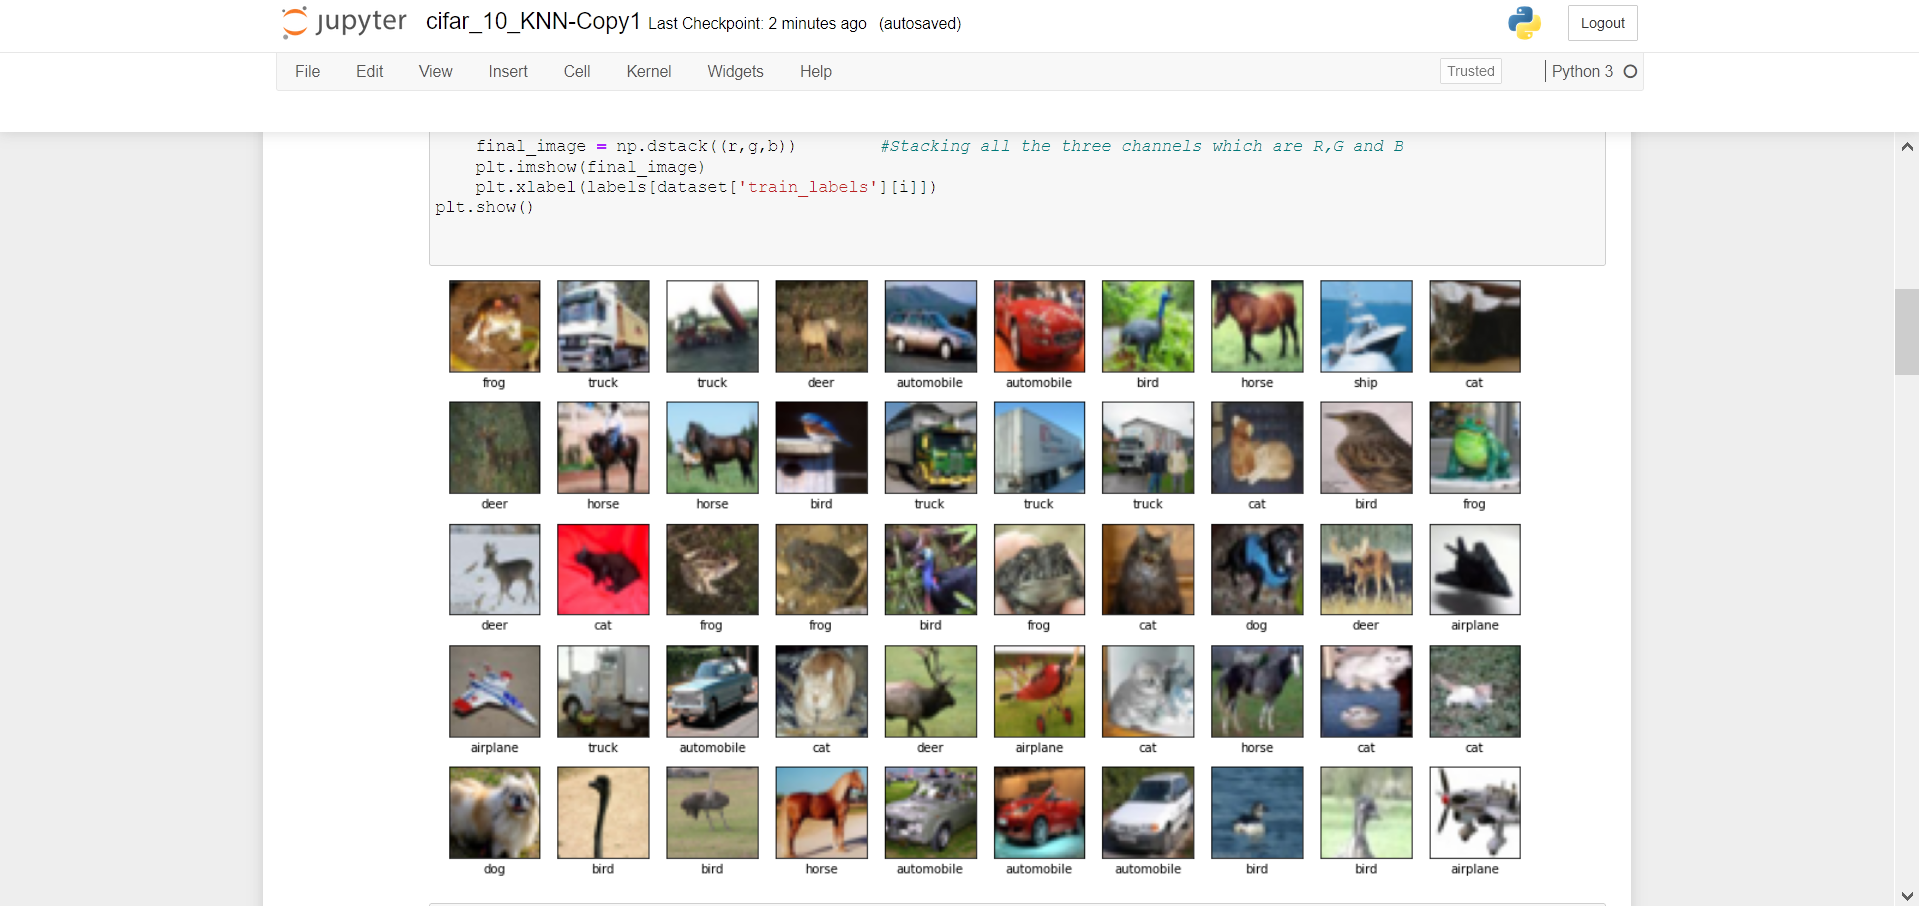 jupyter cifar_10_KNN-Copy1 Last Checkpoint: 2 minutes ago (autosaved) Logout
File Edit View Insert Cell Kernel Widgets Help Trusted Python 3
final_image = np.dstack((r,g,b)) #Stacking all the three channels which are R,G and B
plt.imshow(final_image)
plt.xlabel(labels[dataset['train_labels'][i]])
plt.show()
frog truck truck deer automobile automobile bird horse ship cat
deer horse horse bird truck truck truck cat bird frog
deer cat frog frog bird frog cat dog deer airplane
airplane truck automobile cat deer airplane cat horse cat cat
dog bird bird horse automobile automobile automobile bird bird airplane